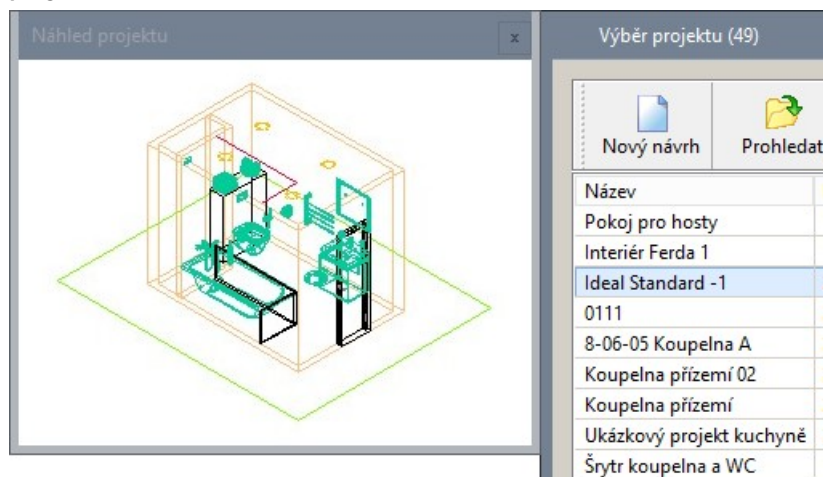 Náhled projektu
x
Výběr projektu (49)
Nový návrh
Prohledat
Název
Pokoj pro hosty
Interiér Ferda 1
Ideal Standard -1
0111
8-06-05 Koupelna A
Koupelna přízemí 02
Koupelna přízemí
Ukázkový projekt kuchyně
Šrytr koupelna a WC